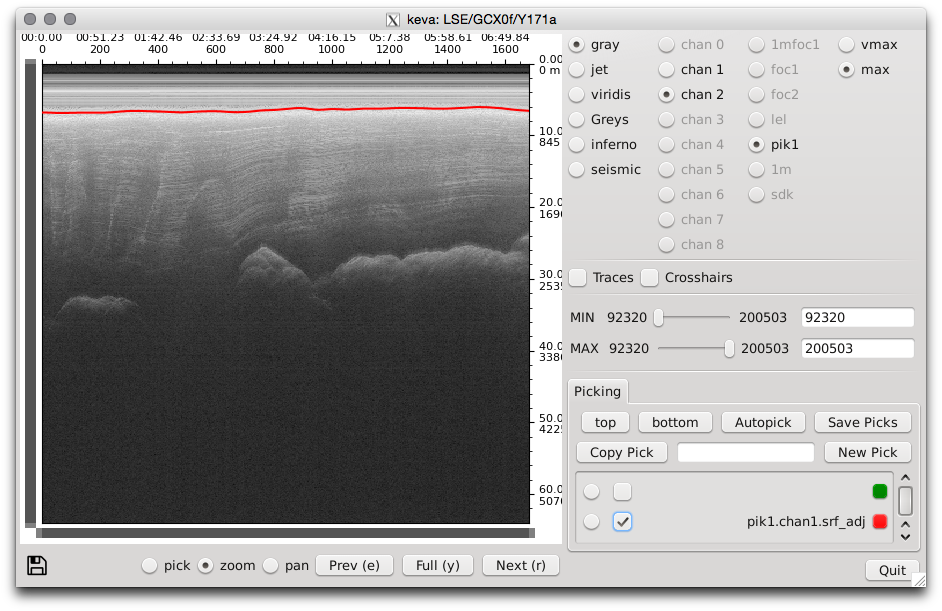 keva: LSE/GCX0f/Y171a
00:0.00 00:51.23 01:42.46 02:33.69 03:24.92 04:16.15 05:7.38 05:58.61 06:49.84
0 200 400 600 800 1000 1200 1400 1600
0.00
0 m
10.0
845
20.0
1690
30.0
2535
40.0
3380
50.0
4225
60.0
5070
gray chan 0 1mfoc1 vmax
jet chan 1 foc1 max
viridis chan 2 foc2
Greys chan 3 lel
inferno chan 4 pik1
seismic chan 5 1m
chan 6 sdk
chan 7
chan 8
Traces Crosshairs
MIN 92320 200503 92320
MAX 92320 200503 200503
Picking
top bottom Autopick Save Picks
Copy Pick New Pick
pik1.chan1.srf_adj
pick zoom pan Prev (e) Full (y) Next (r) Quit